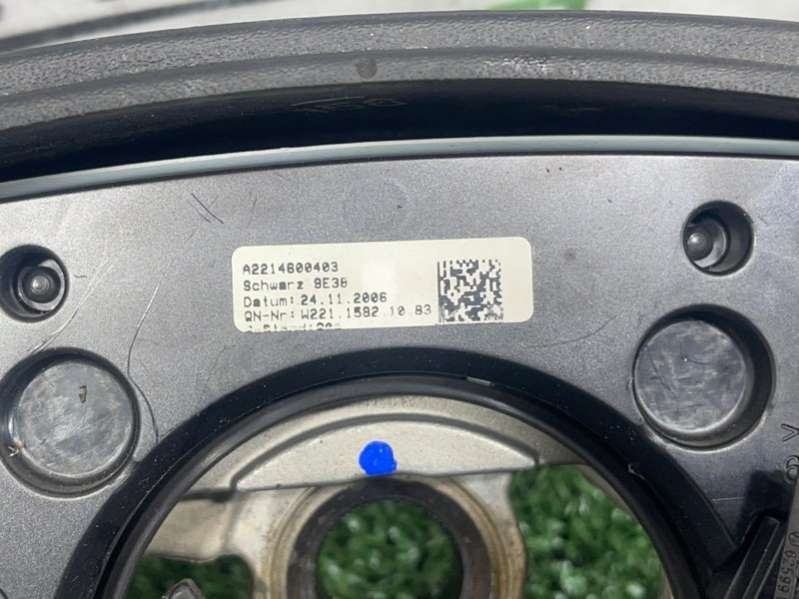 A2214600403
Schwarz 9E38
Datum: 24.11.2006
QN-Nr: W221.1582.10.83